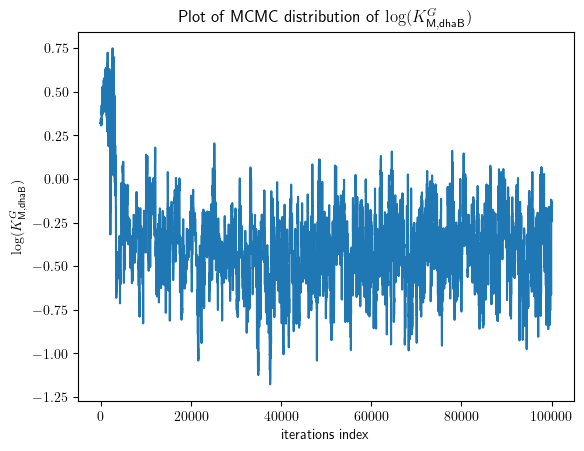 Plot of MCMC distribution of log(K^G_M,dhaB)
0.75
0.50
0.25
0.00
−0.25
−0.50
−0.75
−1.00
−1.25
log(K^G_M,dhaB)
0 20000 40000 60000 80000 100000
iterations index